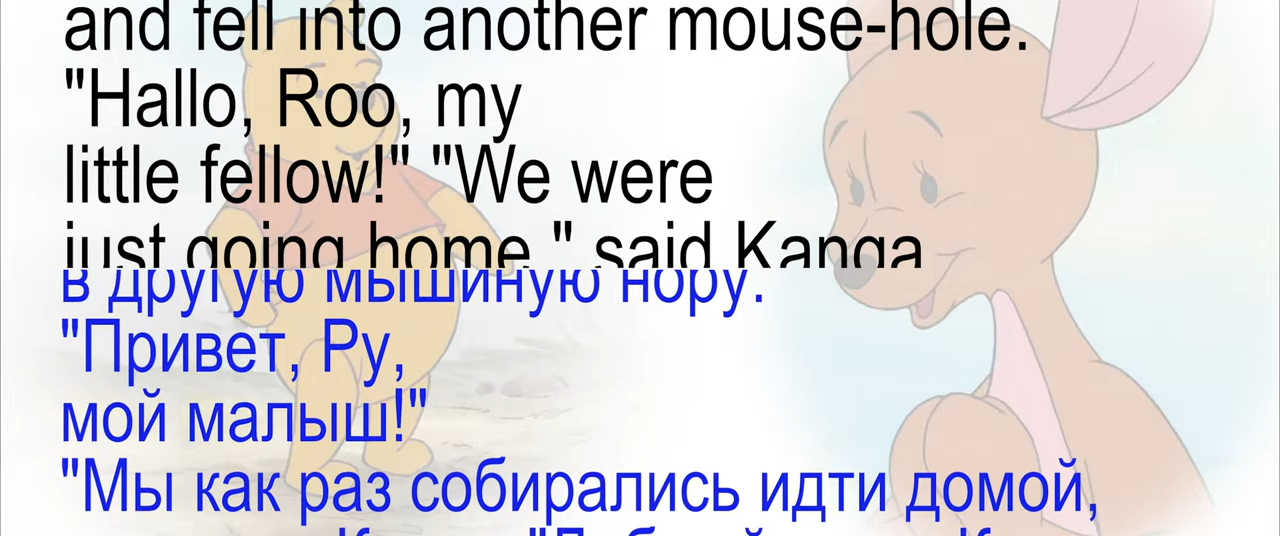 and fell into another mouse-hole.
"Hallo, Roo, my
little fellow!" "We were
just going home," said Kanga
в другую мышиную нору.
"Привет, Ру,
мой малыш!"
"Мы как раз собирались идти домой,